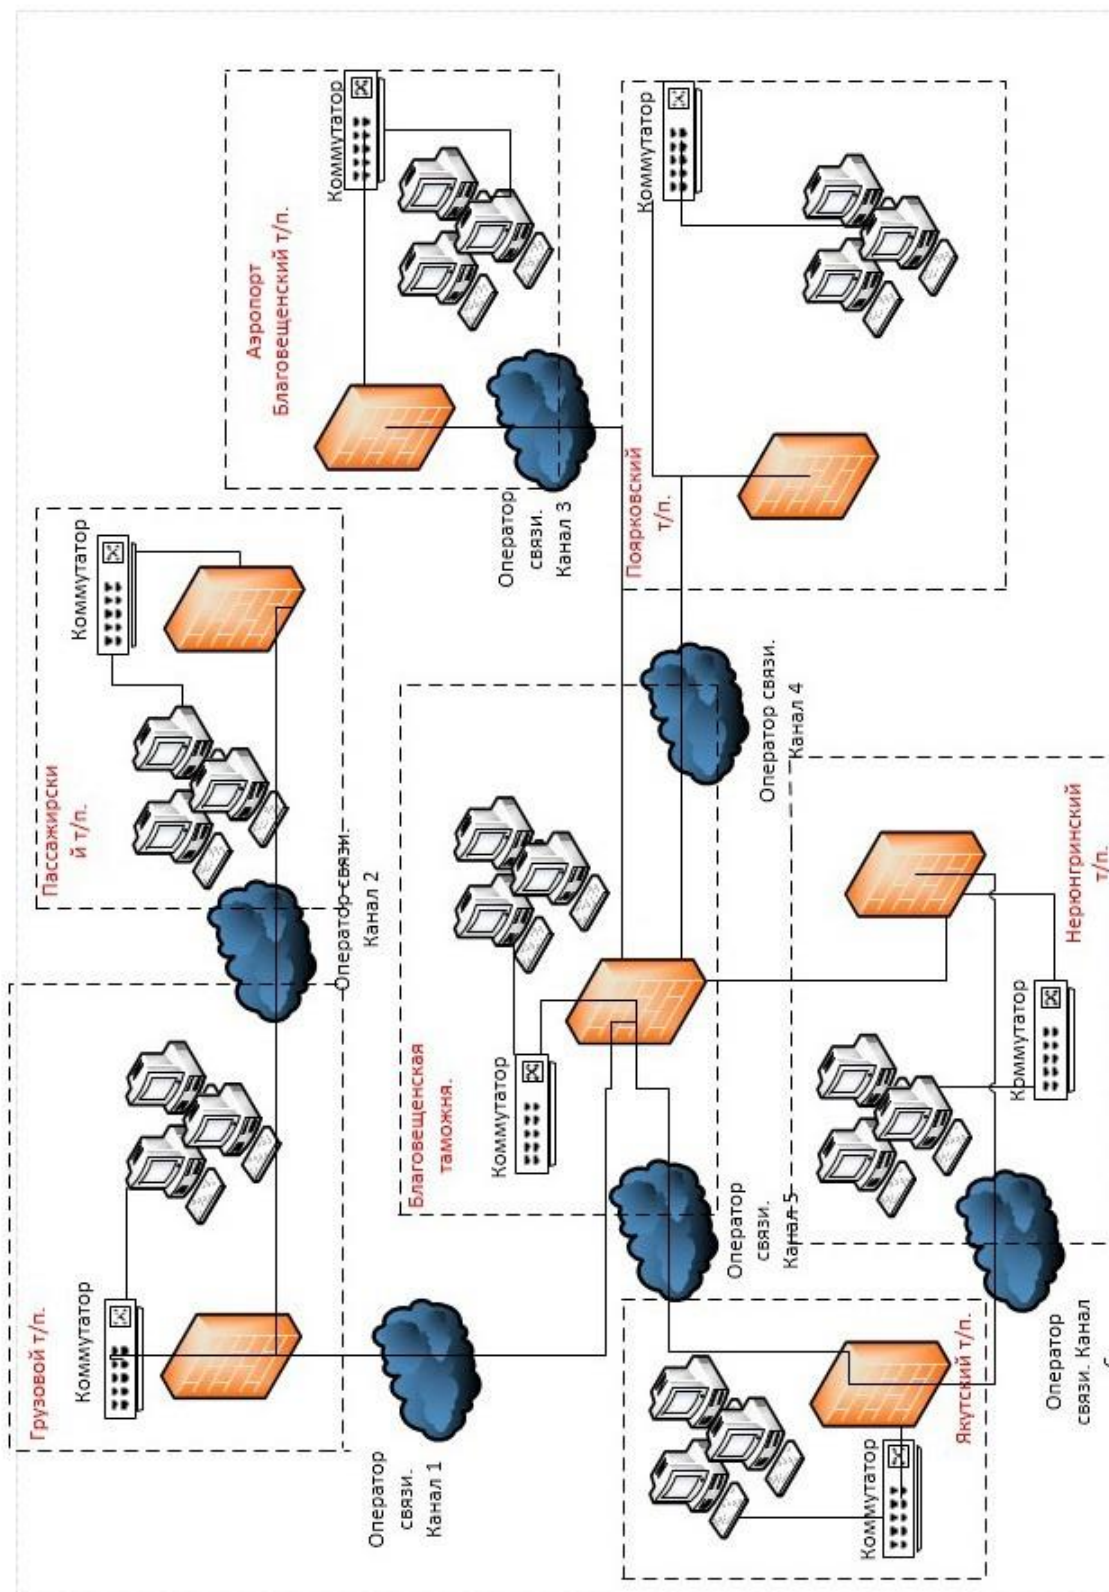 Грузовой т/п.
Коммутатор
Пассажирски
й т/п.
Коммутатор
Аэропорт
Благовещенский т/п.
Коммутатор
Оператор связи.
Канал 2
Оператор
связи.
Канал 1
Благовещенская
таможня.
Коммутатор
Оператор
связи.
Канал 3
Поярковский
т/п.
Коммутатор
Оператор
связи.
Канал 5
Оператор связи.
Канал 4
Коммутатор
Якутский т/п.
Коммутатор
Оператор
связи. Канал
Нерюнгринский
т/п.